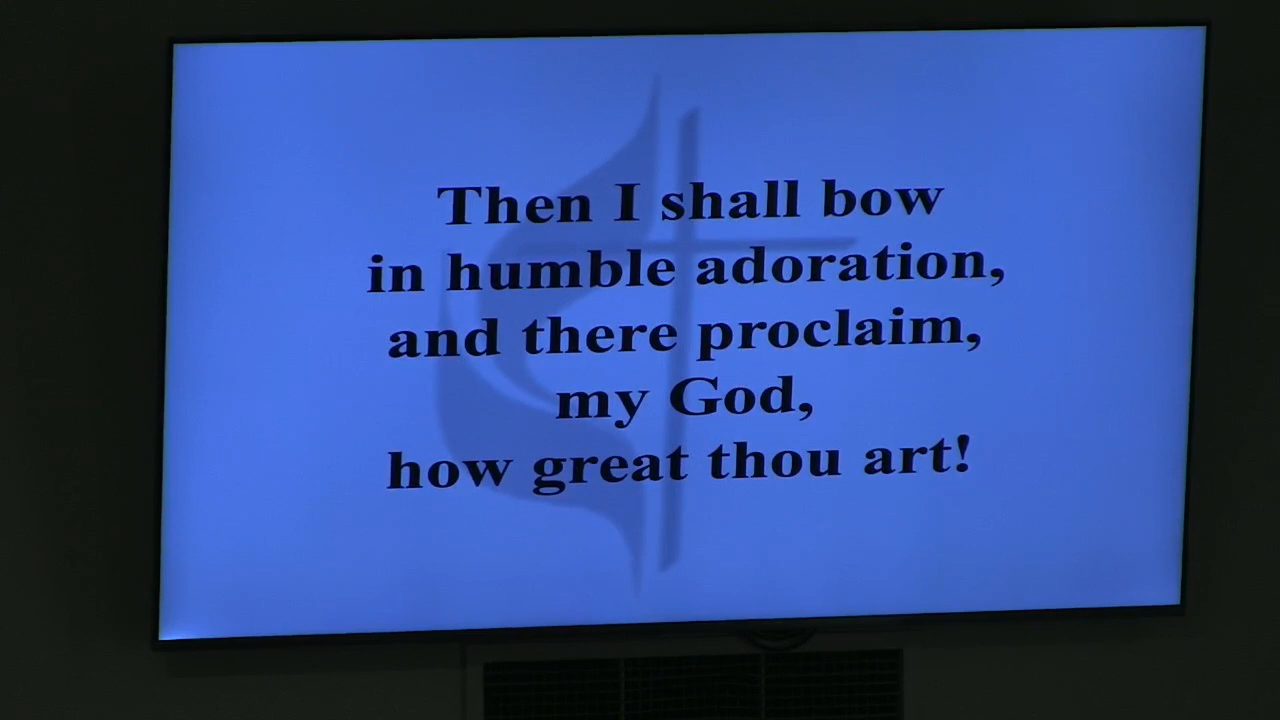 Then I shall bow
in humble adoration,
and there proclaim,
my God,
how great thou art!